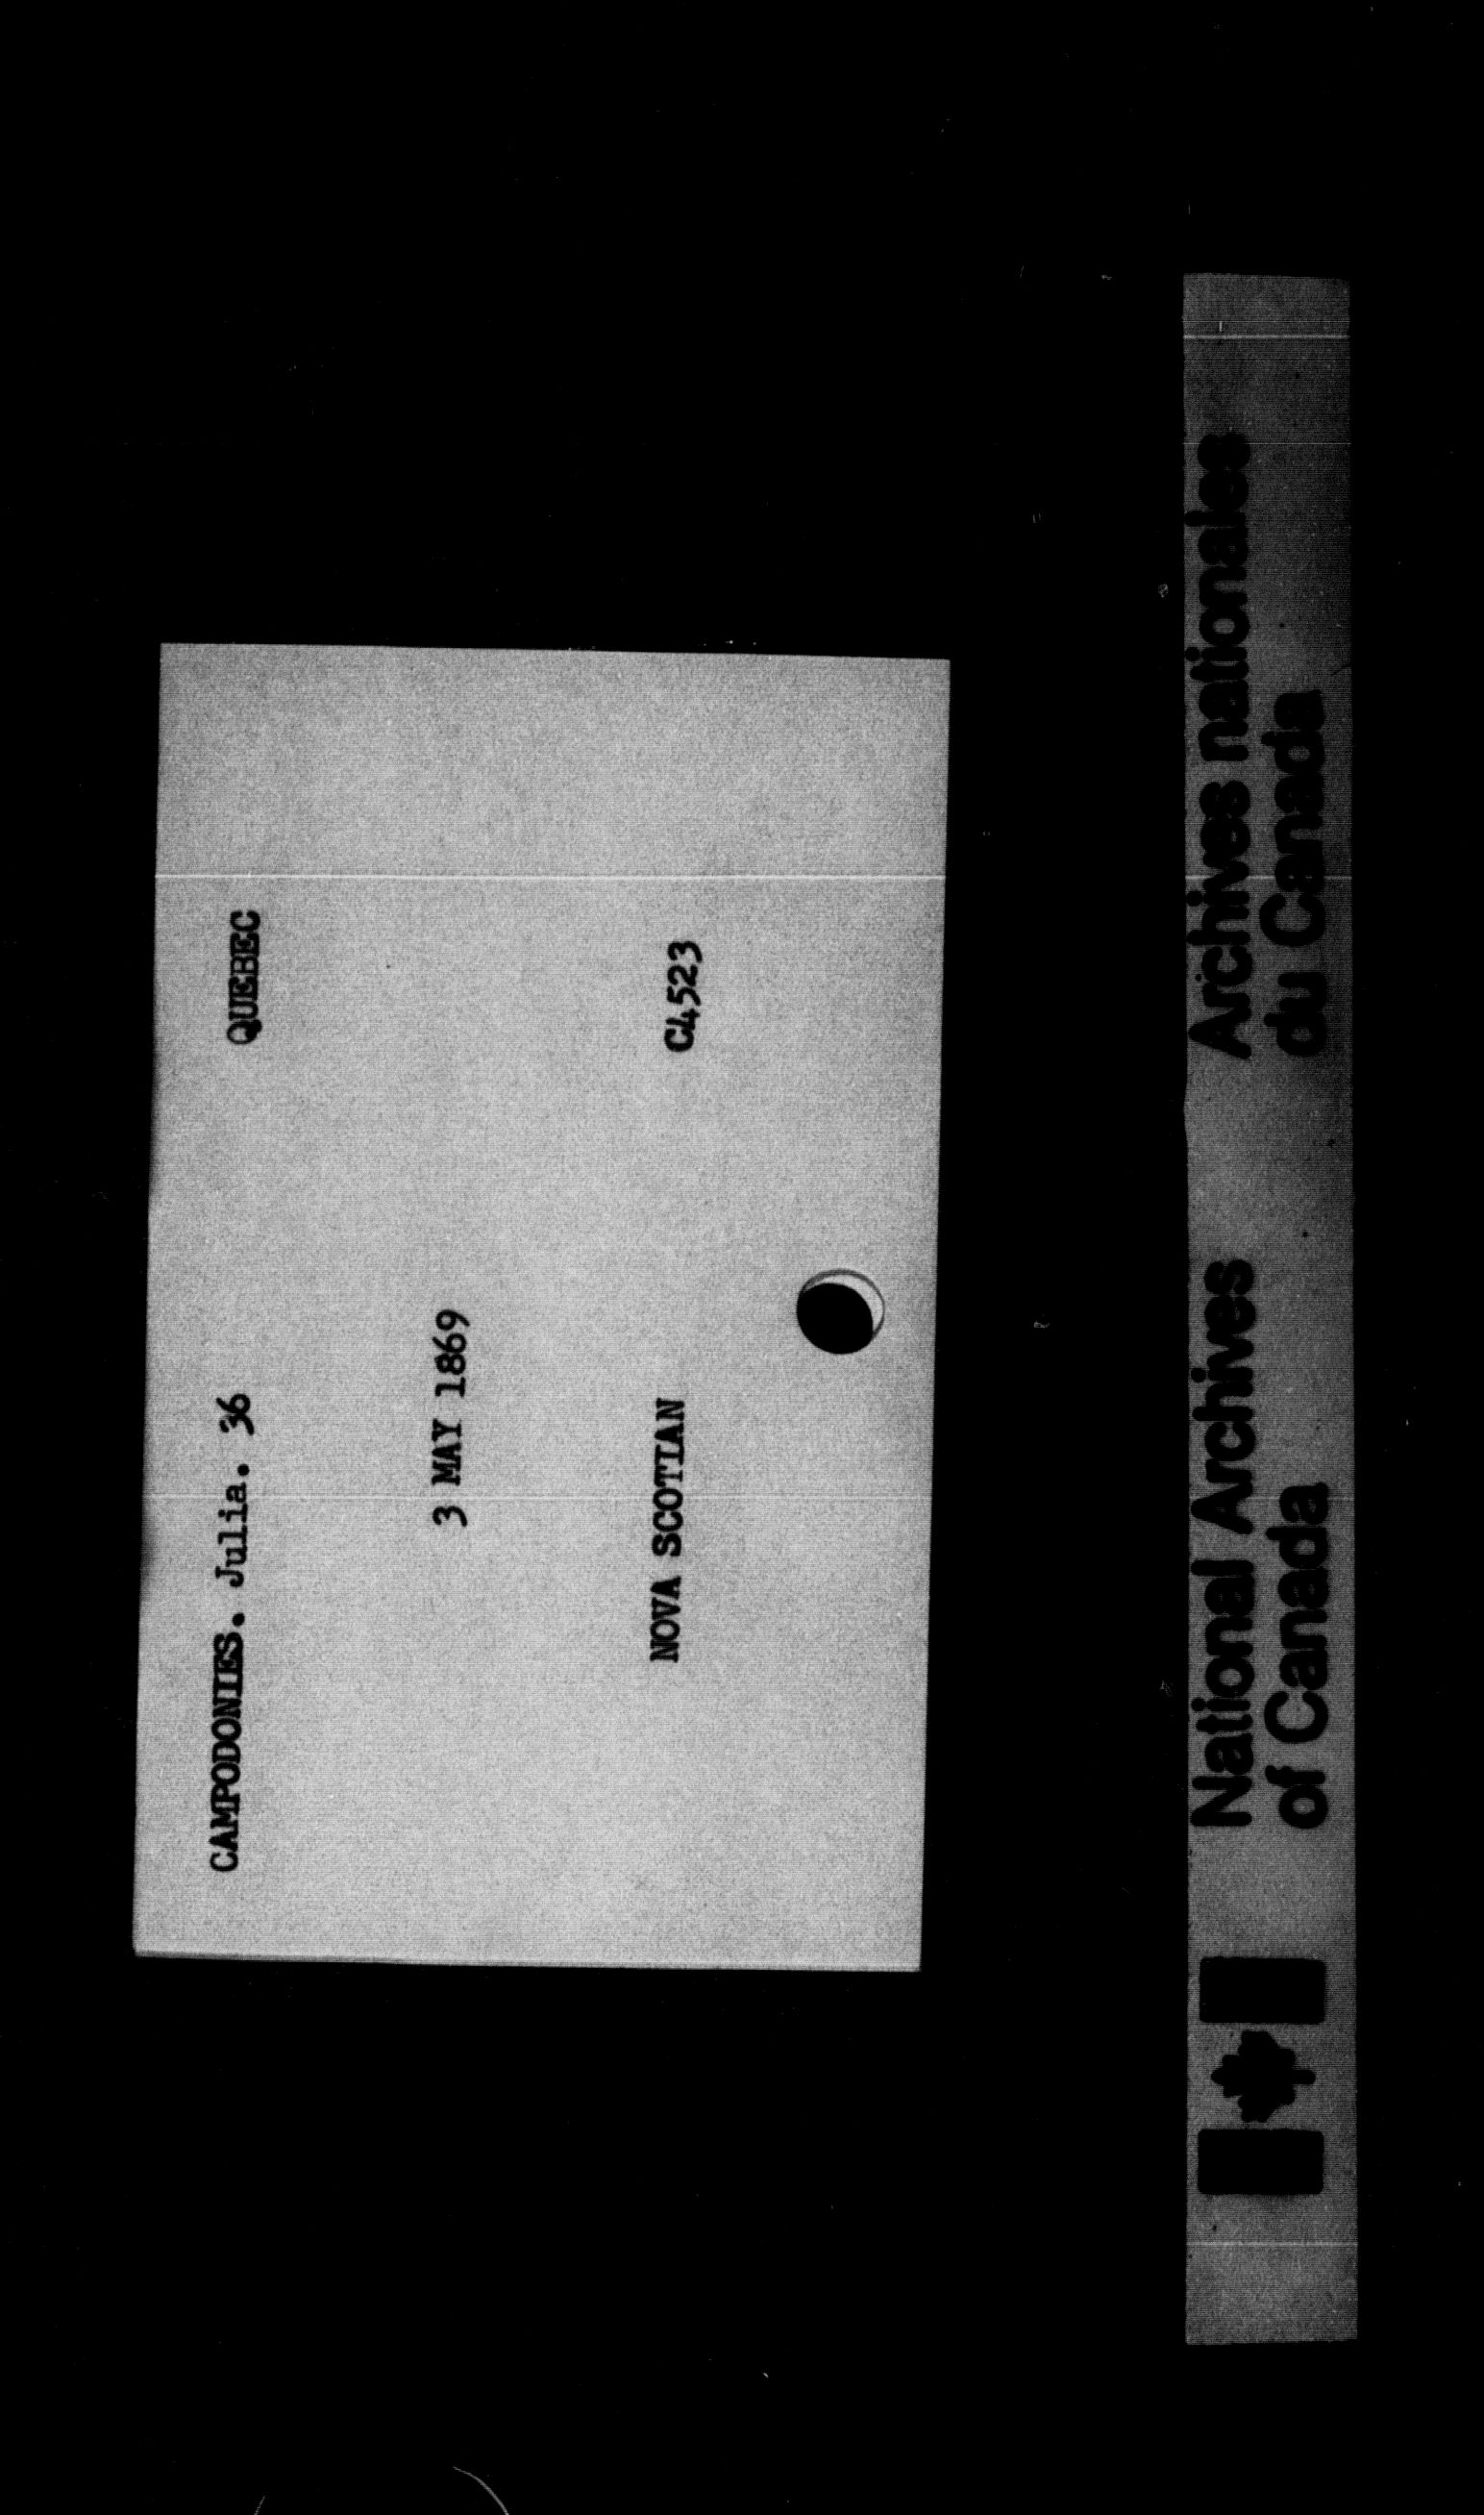 CAMPODONIES. Julia. 36 QUEBEC
3 MAY 1869
NOVA SCOTIAN C4523
National Archives Archives nationales
of Canada du Canada